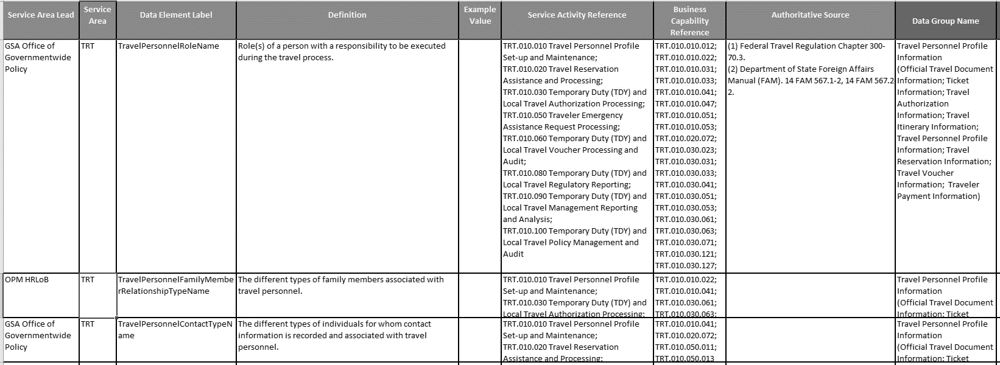 Service Area Lead
Service
Area
Data Element Label
Definition
Example
Value
Service Activity Reference
Business
Capability
Reference
Authoritative Source
Data Group Name
GSA Office of
Governmentwide
Policy
TRT
TravelPersonnelRoleName
Role(s) of a person with a responsibility to be executed
during the travel process.
TRT.010.010 Travel Personnel Profile
Set-up and Maintenance;
TRT.010.020 Travel Reservation
Assistance and Processing;
TRT.010.030 Temporary Duty (TDY) and
Local Travel Authorization Processing;
TRT.010.050 Traveler Emergency
Assistance Request Processing;
TRT.010.060 Temporary Duty (TDY) and
Local Travel Voucher Processing and
Audit;
TRT.010.080 Temporary Duty (TDY) and
Local Travel Regulatory Reporting;
TRT.010.090 Temporary Duty (TDY) and
Local Travel Management Reporting
and Analysis;
TRT.010.100 Temporary Duty (TDY) and
Local Travel Policy Management and
Audit
TRT.010.010.012;
TRT.010.010.022;
TRT.010.010.031;
TRT.010.010.033;
TRT.010.010.041;
TRT.010.010.047;
TRT.010.010.051;
TRT.010.010.053;
TRT.010.020.072;
TRT.010.030.023;
TRT.010.030.031;
TRT.010.030.033;
TRT.010.030.041;
TRT.010.030.051;
TRT.010.030.053;
TRT.010.030.061;
TRT.010.030.063;
TRT.010.030.071;
TRT.010.030.121;
TRT.010.030.127;
(1) Federal Travel Regulation Chapter 300-
70.3.
(2) Department of State Foreign Affairs
Manual (FAM). 14 FAM 567.1-2, 14 FAM 567.2
2.
Travel Personnel Profile
Information
(Official Travel Document
Information; Ticket
Information; Travel
Authorization
Information; Travel
Itinerary Information;
Travel Personnel Profile
Information; Travel
Reservation Information;
Travel Voucher
Information;  Traveler
Payment Information)
OPM HRLoB
TRT
TravelPersonnelFamilyMembe
rRelationshipTypeName
The different types of family members associated with
travel personnel.
TRT.010.010 Travel Personnel Profile
Set-up and Maintenance;
TRT.010.030 Temporary Duty (TDY) and
Local Travel Authorization Processing;
TRT.010.010.022;
TRT.010.010.041;
TRT.010.030.061;
TRT.010.030.063;
Travel Personnel Profile
Information
(Official Travel Document
Information; Ticket
GSA Office of
Governmentwide
Policy
TRT
TravelPersonnelContactTypeN
ame
The different types of individuals for whom contact
information is recorded and associated with travel
personnel.
TRT.010.010 Travel Personnel Profile
Set-up and Maintenance;
TRT.010.020 Travel Reservation
Assistance and Processing;
TRT.010.010.041;
TRT.010.020.072;
TRT.010.050.011;
TRT.010.050.013
Travel Personnel Profile
Information
(Official Travel Document
Information; Ticket